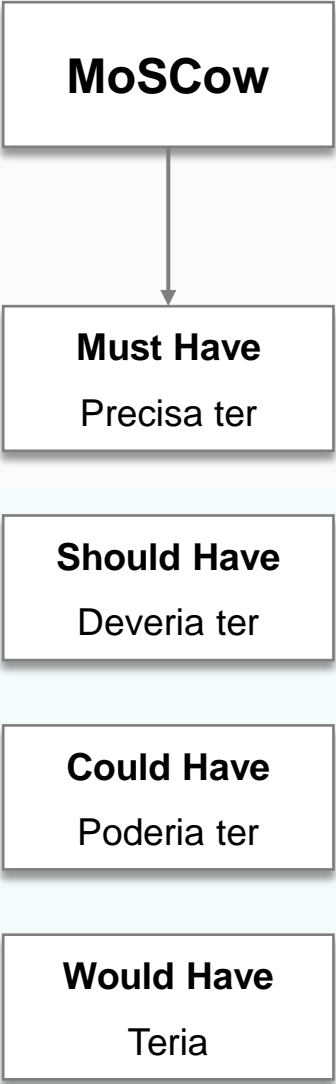 MoSCow
Must Have
Precisa ter
Should Have
Deveria ter
Could Have
Poderia ter
Would Have
Teria